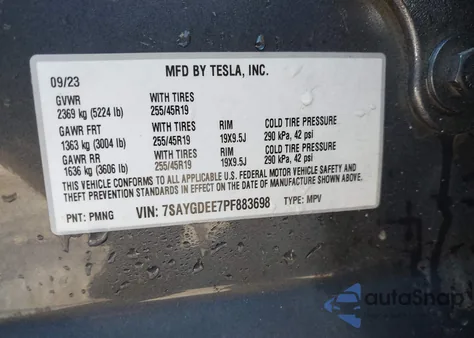 MFD BY TESLA, INC.
09/23
GVWR WITH TIRES
2369 kg (5224 lb) 255/45R19
GAWR FRT WITH TIRES RIM COLD TIRE PRESSURE
1363 kg (3004 lb) 255/45R19 19X9.5J 290 kPa, 42 psi
GAWR RR WITH TIRES RIM COLD TIRE PRESSURE
1636 kg (3606 lb) 255/45R19 19X9.5J 290 kPa, 42 psi
THIS VEHICLE CONFORMS TO ALL APPLICABLE U.S. FEDERAL MOTOR VEHICLE SAFETY AND
THEFT PREVENTION STANDARDS IN EFFECT ON THE DATE OF MANUFACTURE SHOWN ABOVE.
PNT: PMNG VIN: 7SAYGDEE7PF883698 TYPE: MPV
autoSnap